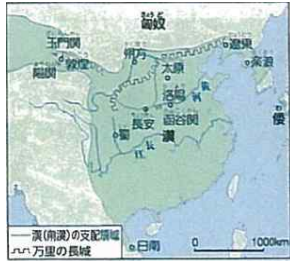 匈奴
玉門関
敦煌
陽関
朔方
太原
遼東
楽浪
洛陽
黄河
長安
函谷関
漢
倭
蜀
長江
日南
漢(前漢)の支配領域
万里の長城
0 1000km